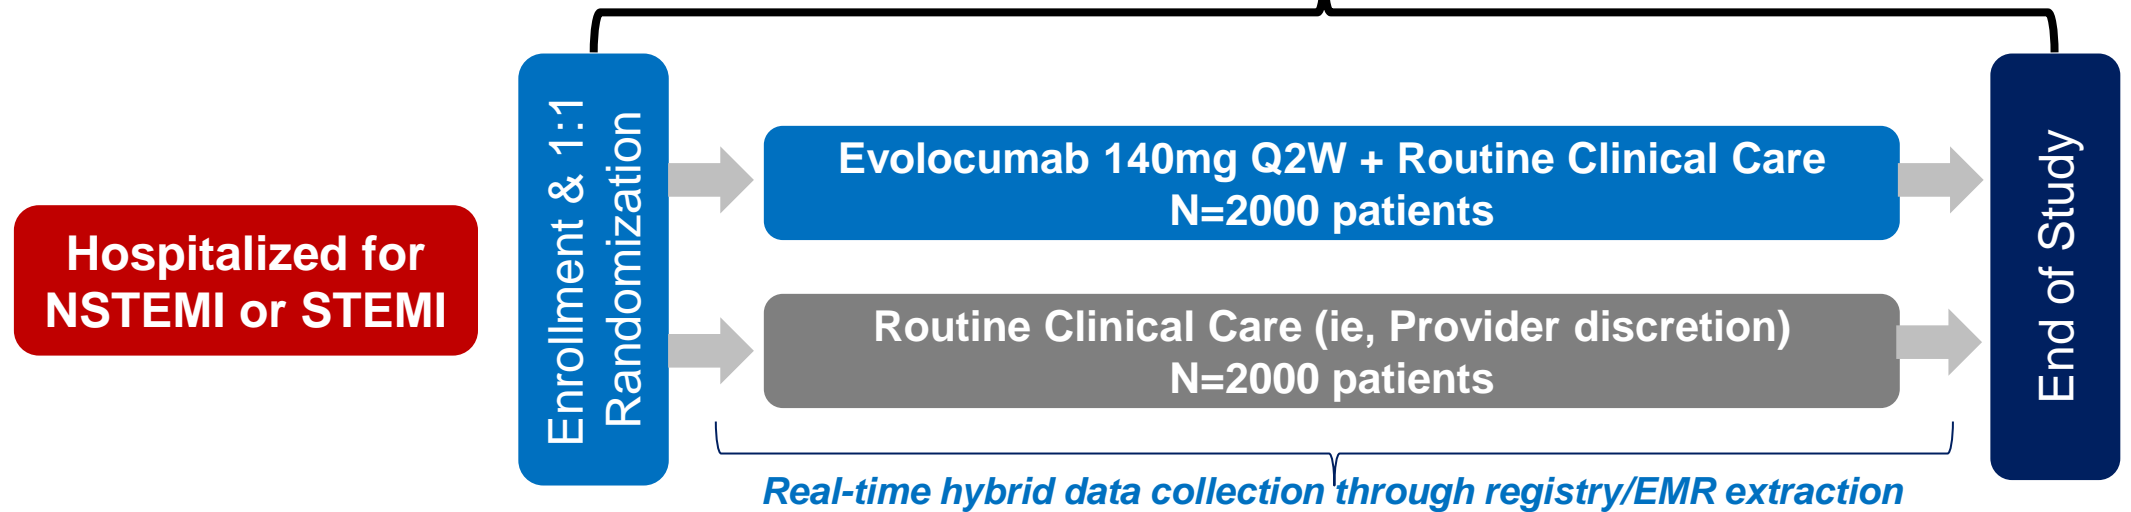 Hospitalized for
NSTEMI or STEMI
Enrollment & 1:1
Randomization
Evolocumab 140mg Q2W + Routine Clinical Care
N=2000 patients
Routine Clinical Care (ie, Provider discretion)
N=2000 patients
Real-time hybrid data collection through registry/EMR extraction
End of Study